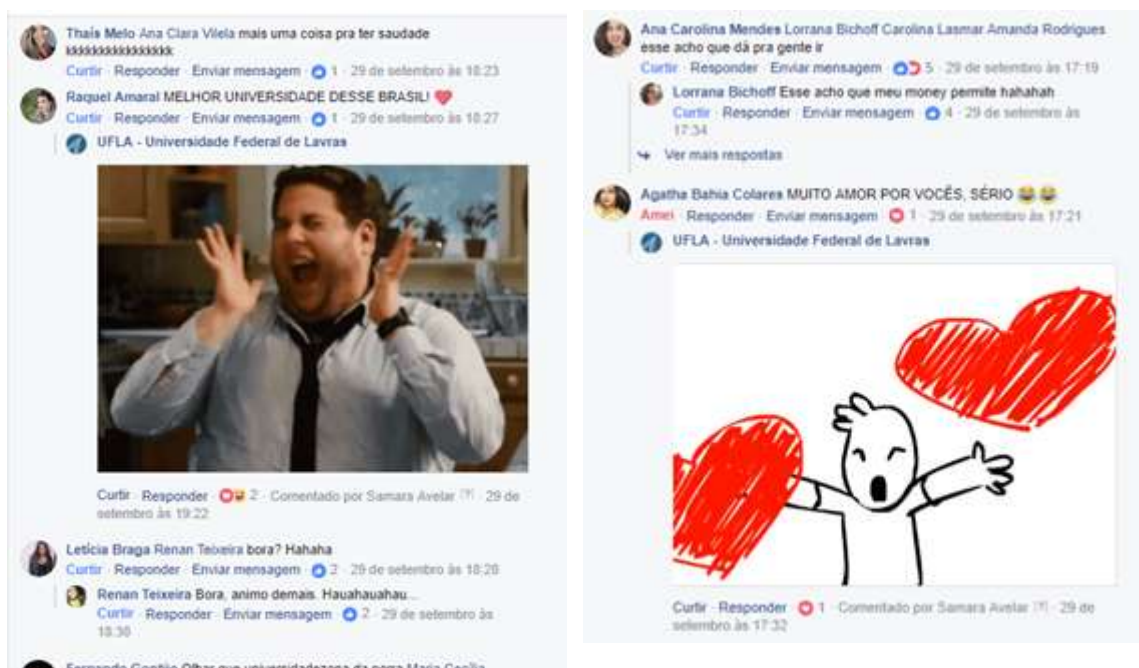 Thaís Melo Ana Clara Vilela mais uma coisa pra ter saudade
kkkkkkkkkkkkkkkk
Curtir · Responder · Enviar mensagem · 1 · 29 de setembro às 18:23
Raquel Amaral MELHOR UNIVERSIDADE DESSE BRASIL!
Curtir · Responder · Enviar mensagem · 1 · 29 de setembro às 18:27
UFLA - Universidade Federal de Lavras
Curtir · Responder · 2 · Comentado por Samara Avelar [?] · 29 de
setembro às 19:22
Letícia Braga Renan Teixeira bora? Hahaha
Curtir · Responder · Enviar mensagem · 2 · 29 de setembro às 18:28
Renan Teixeira Bora, animo demais. Hauahauahau...
Curtir · Responder · Enviar mensagem · 2 · 29 de setembro às
18:30
Ana Carolina Mendes Lorrana Bichoff Carolina Lasmar Amanda Rodrigues
esse acho que dá pra gente ir
Curtir · Responder · Enviar mensagem · 5 · 29 de setembro às 17:19
Lorrana Bichoff Esse acho que meu money permite hahahah
Curtir · Responder · Enviar mensagem · 4 · 29 de setembro às
17:34
Ver mais respostas
Agatha Bahia Colares MUITO AMOR POR VOCÊS, SÉRIO
Amei · Responder · Enviar mensagem · 1 · 29 de setembro às 17:21
UFLA - Universidade Federal de Lavras
Curtir · Responder · 1 · Comentado por Samara Avelar [?] · 29 de
setembro às 17:32